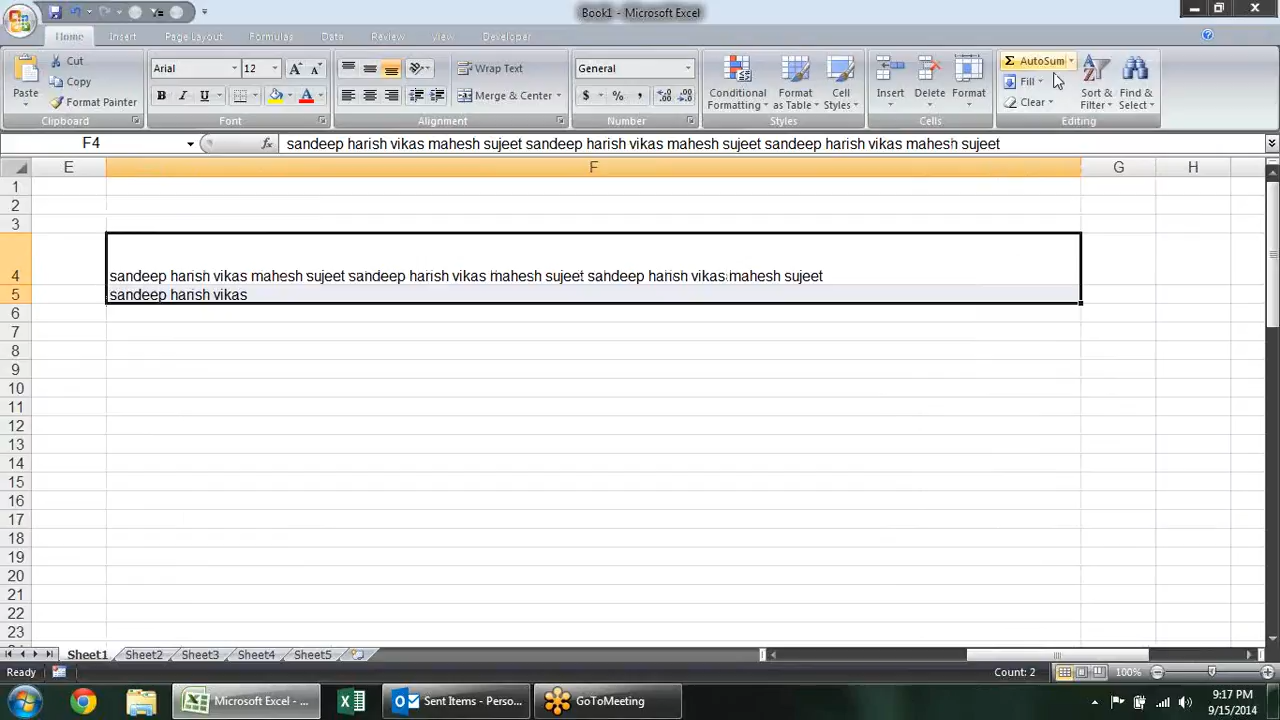 Book1 - Microsoft Excel
Home Insert Page Layout Formulas Data Review View Developer
Paste Cut Copy Format Painter
Clipboard
Arial 12
B I U
Font
Wrap Text
Merge & Center
Alignment
General
$ % ,
Number
Conditional Formatting Format as Table Cell Styles
Styles
Insert Delete Format
Cells
Σ AutoSum
Fill
Clear
Sort & Filter Find & Select
Editing
F4 fx sandeep harish vikas mahesh sujeet sandeep harish vikas mahesh sujeet sandeep harish vikas mahesh sujeet
E F G H
1
2
3
4 sandeep harish vikas mahesh sujeet sandeep harish vikas mahesh sujeet sandeep harish vikas mahesh sujeet
5 sandeep harish vikas
6
7
8
9
10
11
12
13
14
15
16
17
18
19
20
21
22
23
Sheet1 Sheet2 Sheet3 Sheet4 Sheet5
Ready Count: 2 100%
Microsoft Excel - ... Sent Items - Perso... GoToMeeting
9:17 PM
9/15/2014